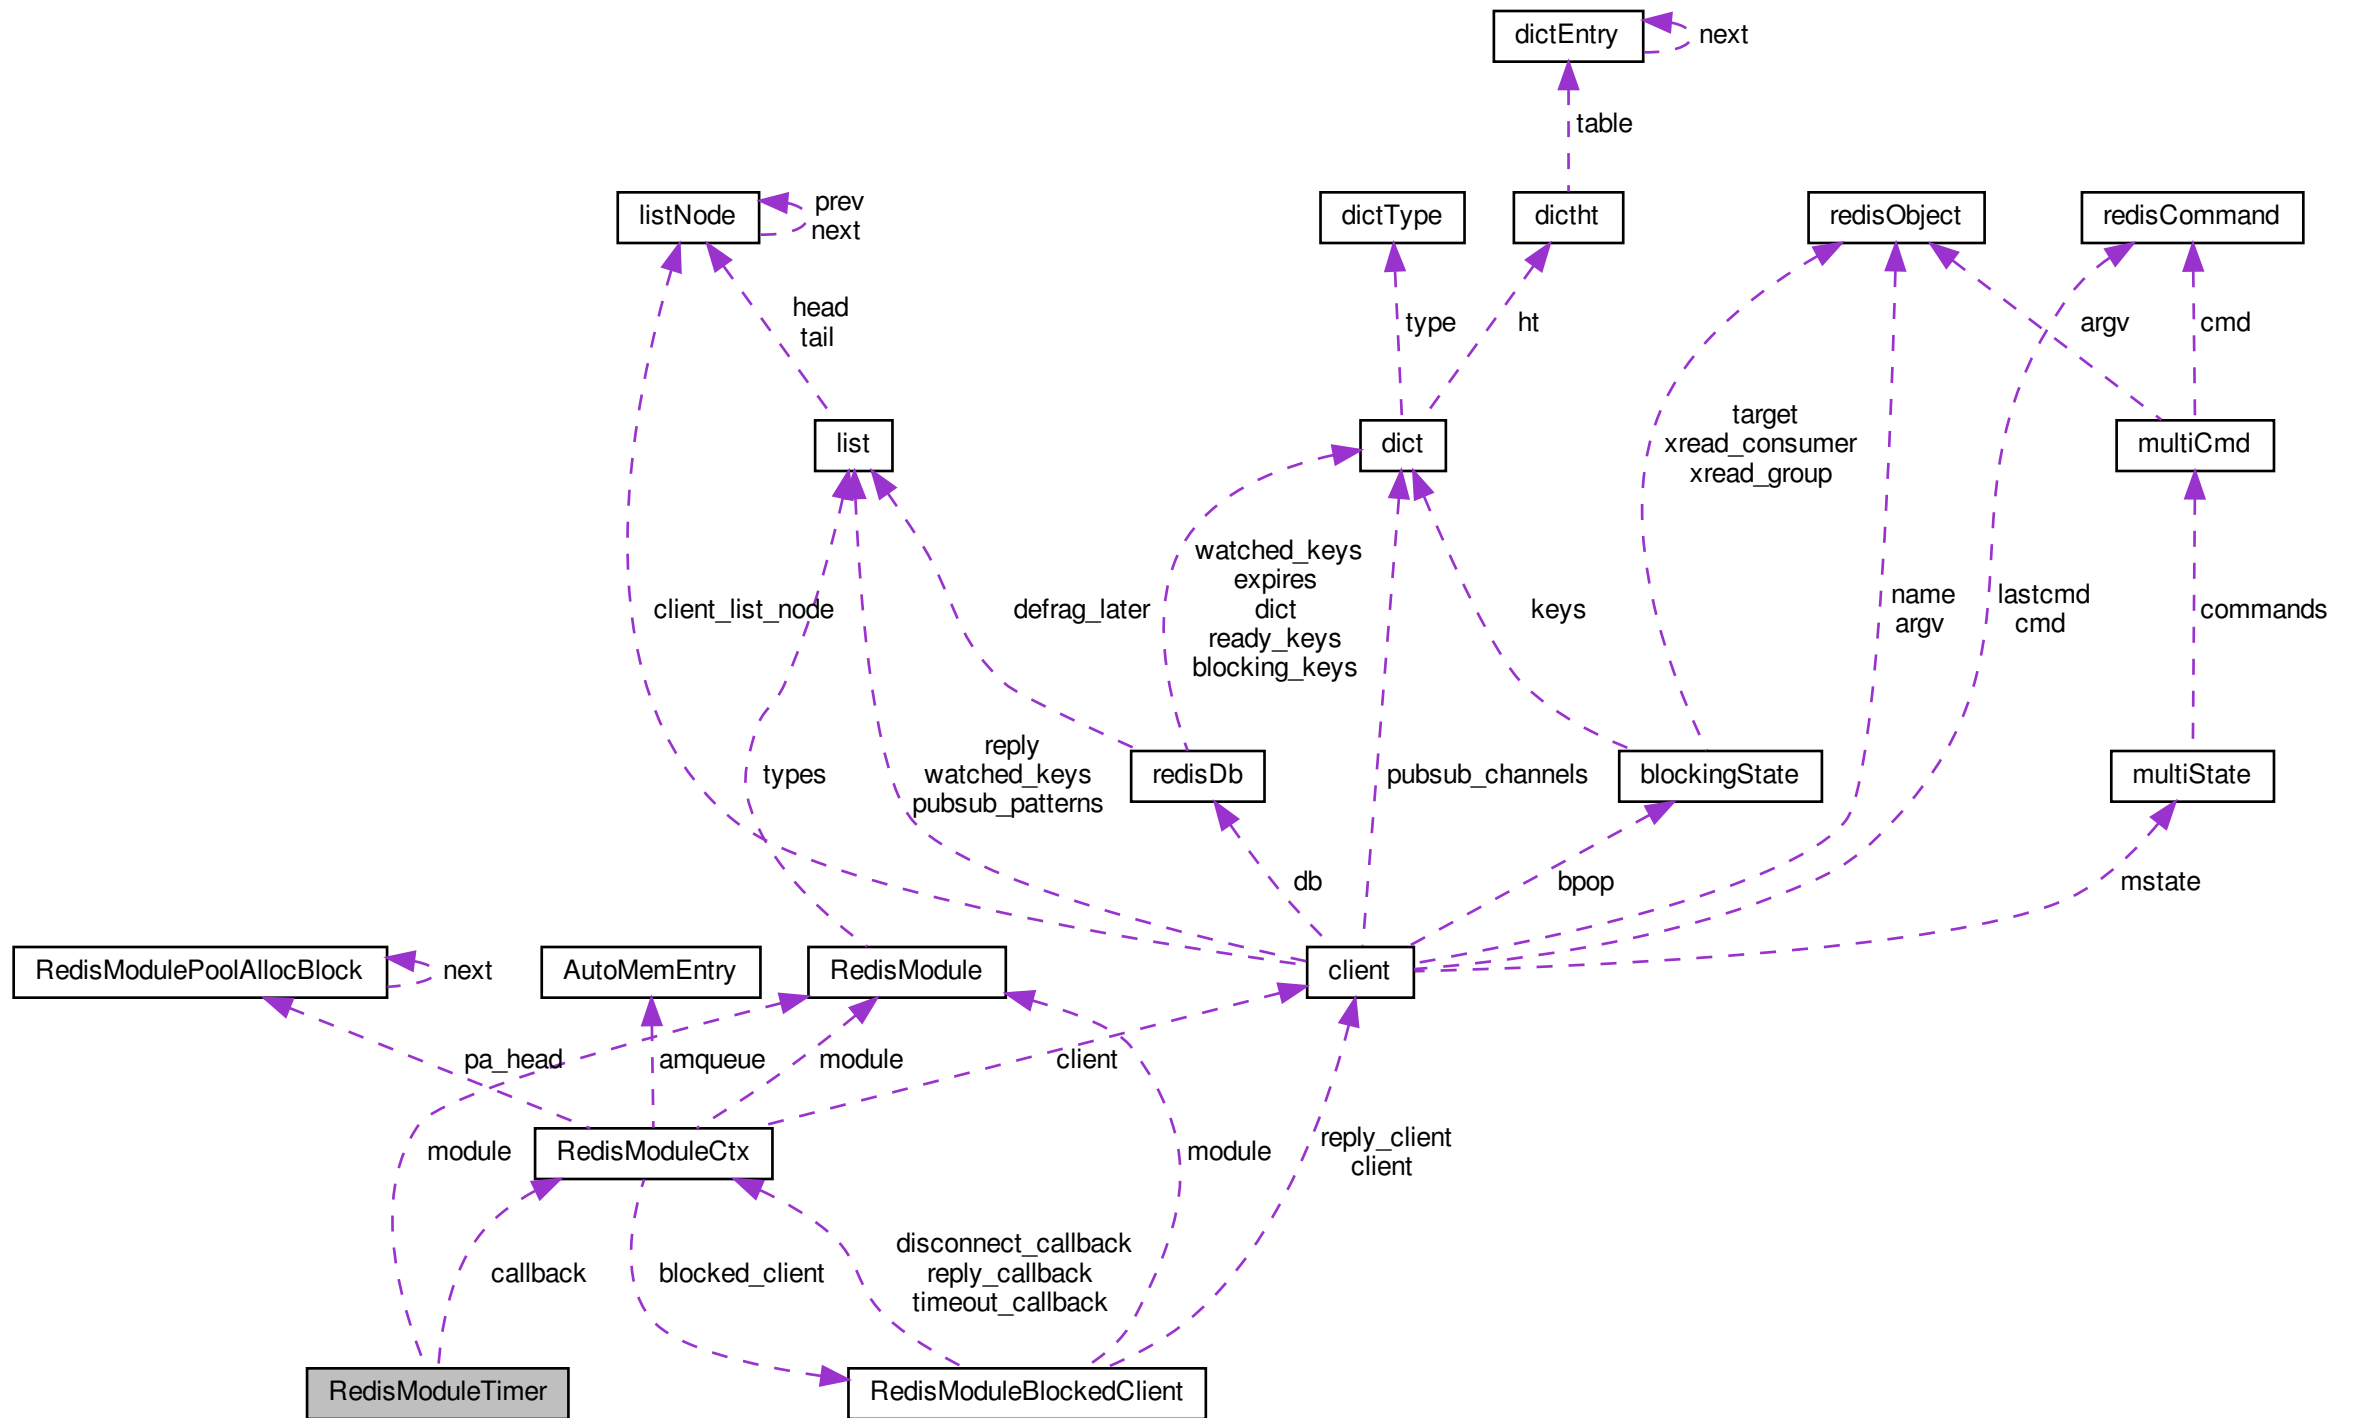 dictEntry
next
table
listNode
prev
next
dictType
dictht
redisObject
redisCommand
head
tail
type
ht
argv
cmd
list
dict
target
xread_consumer
xread_group
multiCmd
client_list_node
defrag_later
watched_keys
expires
dict
ready_keys
blocking_keys
keys
name
argv
lastcmd
cmd
commands
types
reply
watched_keys
pubsub_patterns
redisDb
pubsub_channels
blockingState
multiState
db
bpop
mstate
RedisModulePoolAllocBlock
next
AutoMemEntry
RedisModule
client
pa_head
amqueue
module
client
module
RedisModuleCtx
module
reply_client
client
callback
blocked_client
disconnect_callback
reply_callback
timeout_callback
RedisModuleTimer
RedisModuleBlockedClient